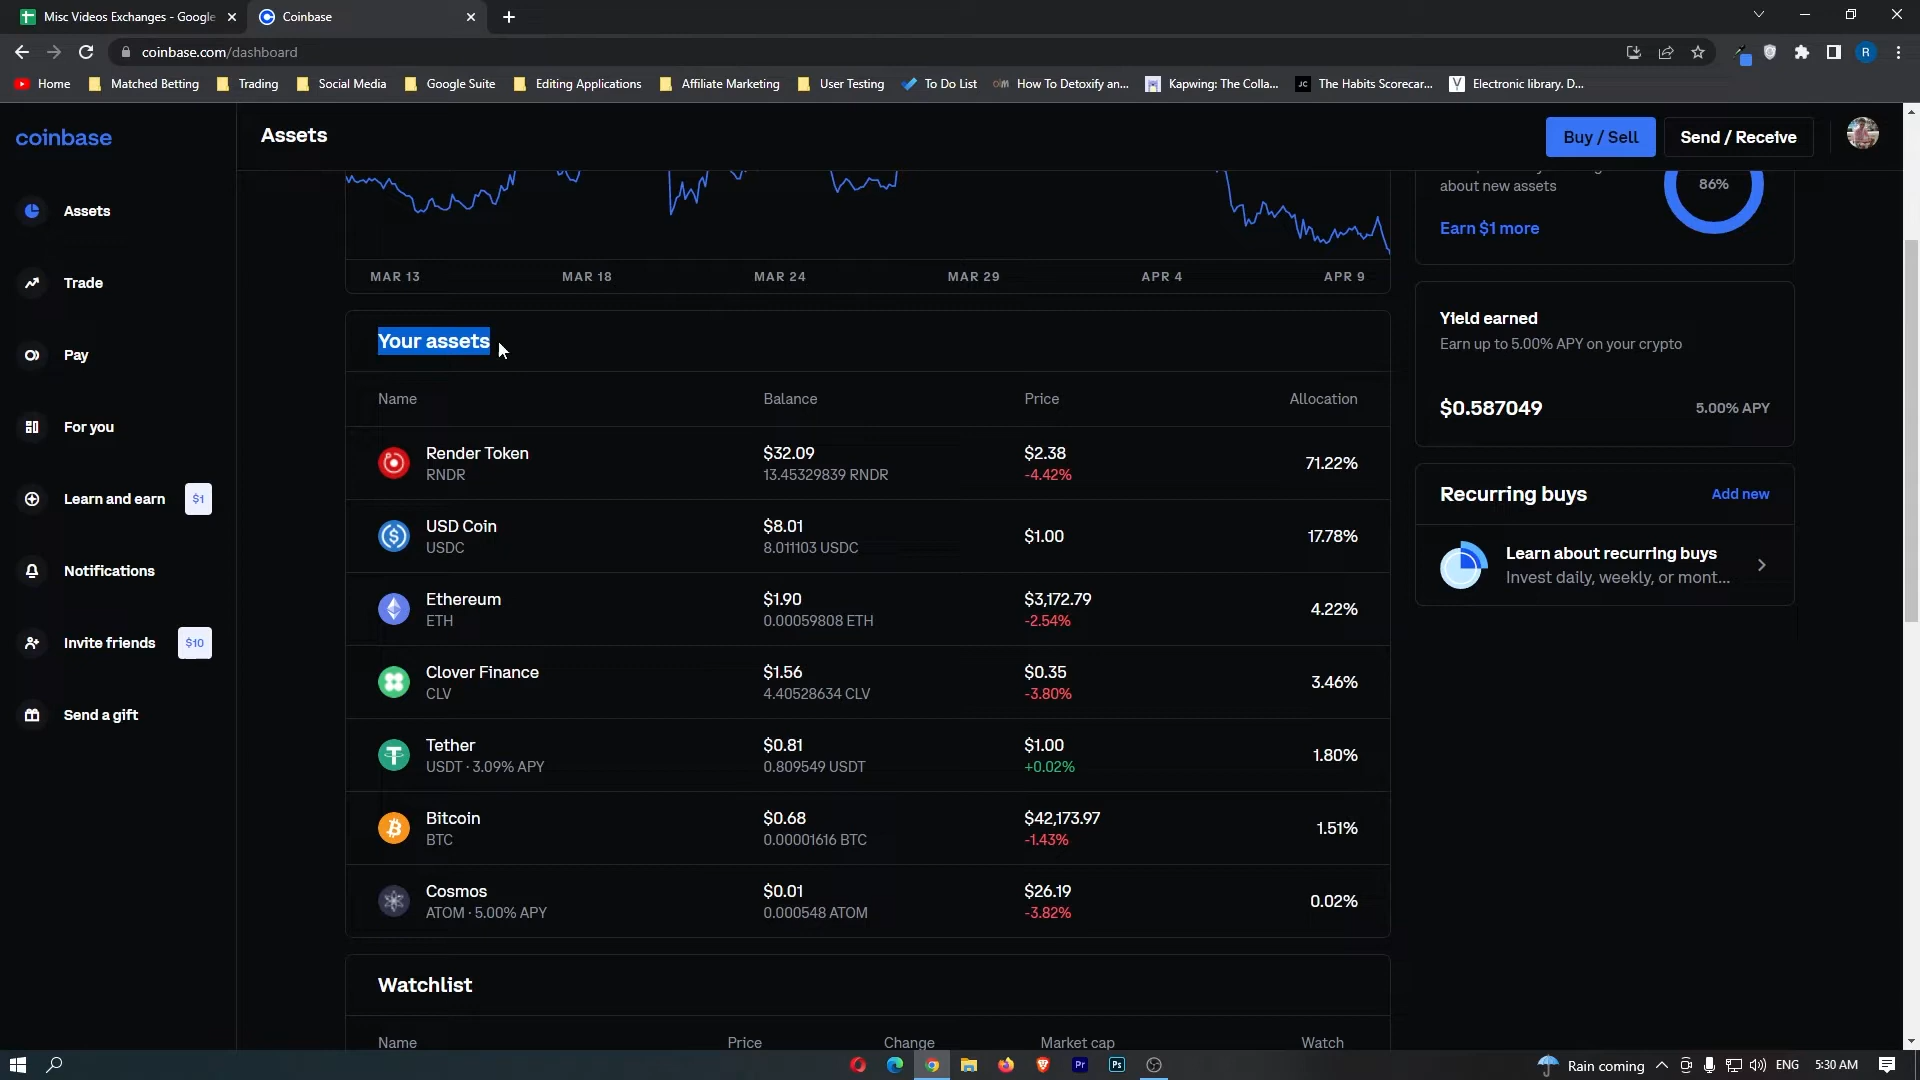 Misc Videos Exchanges - Google
Coinbase
coinbase.com/dashboard
R
Home
Matched Betting
Trading
Social Media
Google Suite
Editing Applications
Affiliate Marketing
User Testing
To Do List
How To Detoxify an...
Kapwing: The Colla...
JC
The Habits Scorecar...
Electronic library. D...
coinbase
Assets
Buy / Sell
Send / Receive
Assets
Trade
Pay
For you
Learn and earn
$1
Notifications
Invite friends
$10
Send a gift
MAR 13
MAR 18
MAR 24
MAR 29
APR 4
APR 9
about new assets
86%
Earn $1 more
Your assets
Name
Balance
Price
Allocation
Render Token
$32.09
$2.38
71.22%
RNDR
13.45329839 RNDR
-4.42%
USD Coin
$8.01
$1.00
17.78%
USDC
8.011103 USDC
Ethereum
$1.90
$3,172.79
4.22%
ETH
0.00059808 ETH
-2.54%
Clover Finance
$1.56
$0.35
3.46%
CLV
4.40528634 CLV
-3.80%
Tether
$0.81
$1.00
1.80%
USDT · 3.09% APY
0.809549 USDT
+0.02%
Bitcoin
$0.68
$42,173.97
1.51%
BTC
0.00001616 BTC
-1.43%
Cosmos
$0.01
$26.19
0.02%
ATOM · 5.00% APY
0.000548 ATOM
-3.82%
Yield earned
Earn up to 5.00% APY on your crypto
$0.587049
5.00% APY
Recurring buys
Add new
Learn about recurring buys
Invest daily, weekly, or mont...
Watchlist
Name
Price
Change
Market cap
Watch
Pr
Ps
Rain coming
ENG
5:30 AM